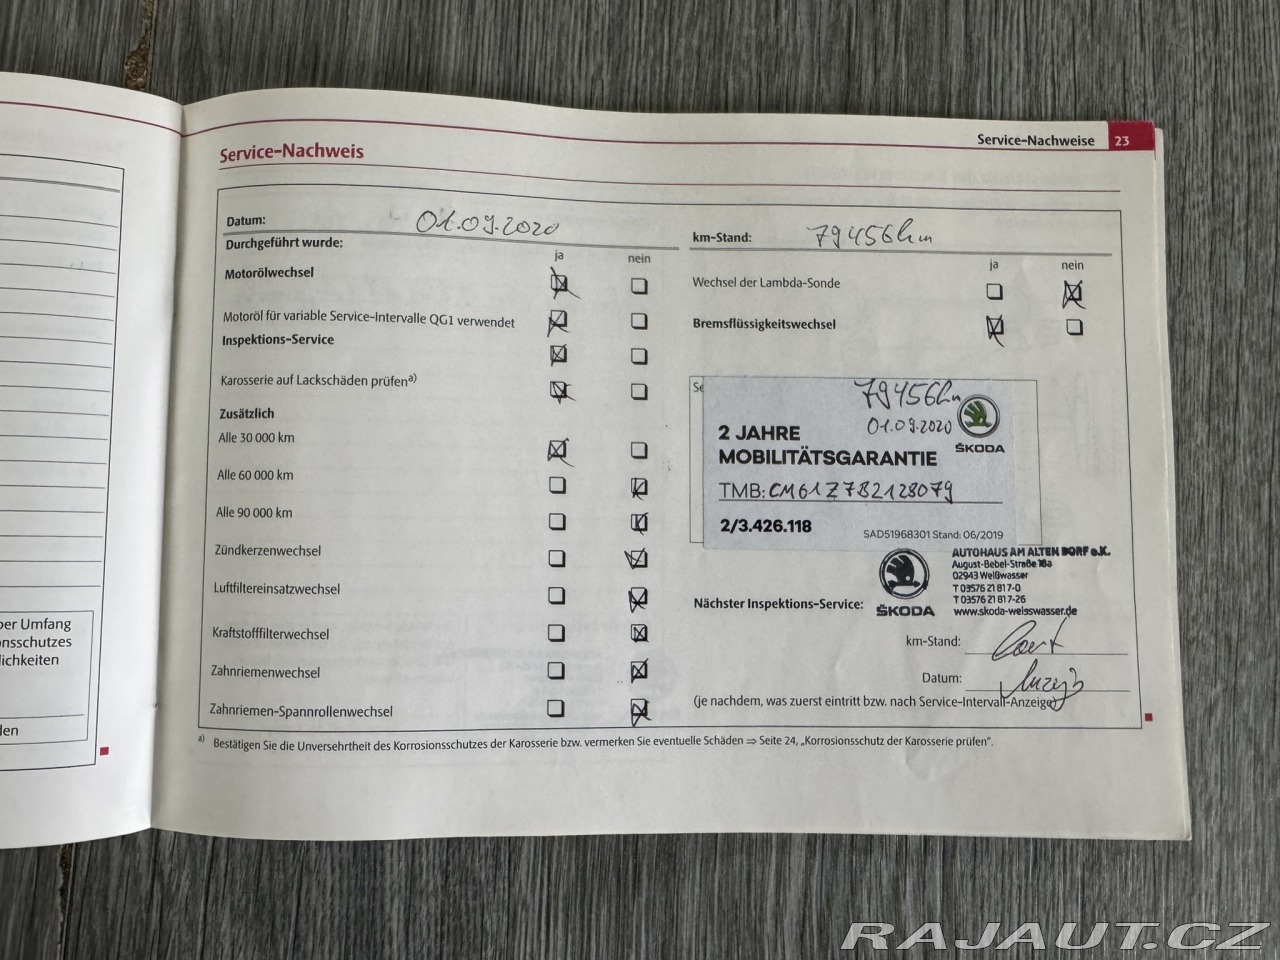 Service-Nachweise 23
Service-Nachweis
Datum: 01.09.2020
km-Stand: 79456km
Durchgeführt wurde:
ja nein
ja nein
Motorölwechsel
Wechsel der Lambda-Sonde
Motoröl für variable Service-Intervalle QG1 verwendet
Bremsflüssigkeitswechsel
Inspektions-Service
Karosserie auf Lackschäden prüfen a)
Zusätzlich
Alle 30 000 km
Alle 60 000 km
Alle 90 000 km
Zündkerzenwechsel
Luftfiltereinsatzwechsel
Kraftstofffilterwechsel
Zahnriemenwechsel
Zahnriemen-Spannrollenwechsel
79456km
01.09.2020
ŠKODA
2 JAHRE
MOBILITÄTSGARANTIE
TMB: CM61Z7B2128079
2/3.426.118
SAD51968301 Stand: 06/2019
AUTOHAUS AM ALTEN DORF e.K.
August-Bebel-Straße 18a
02943 Weißwasser
T 03576 21 817-0
T 03576 21 817-26
www.skoda-weisswasser.de
ŠKODA
Nächster Inspektions-Service:
km-Stand:
Datum:
(je nachdem, was zuerst eintritt bzw. nach Service-Intervall-Anzeige)
a) Bestätigen Sie die Unversehrtheit des Korrosionsschutzes der Karosserie bzw. vermerken Sie eventuelle Schäden ⇒ Seite 24, „Korrosionsschutz der Karosserie prüfen".
per Umfang
onsschutzes
lichkeiten
den
RAJAUT.CZ